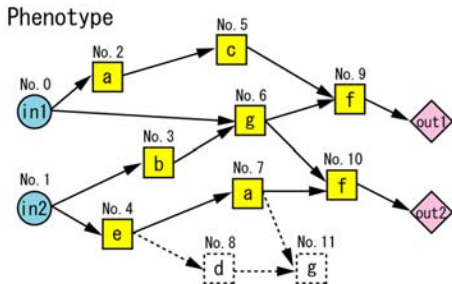 Phenotype
No. 5
No. 2
c
No. 0
a
No. 9
No. 6
in1
f
out1
No. 3
g
No. 1
b
No. 7
No. 10
No. 4
a
f
in2
e
out2
No. 8
No. 11
d
g